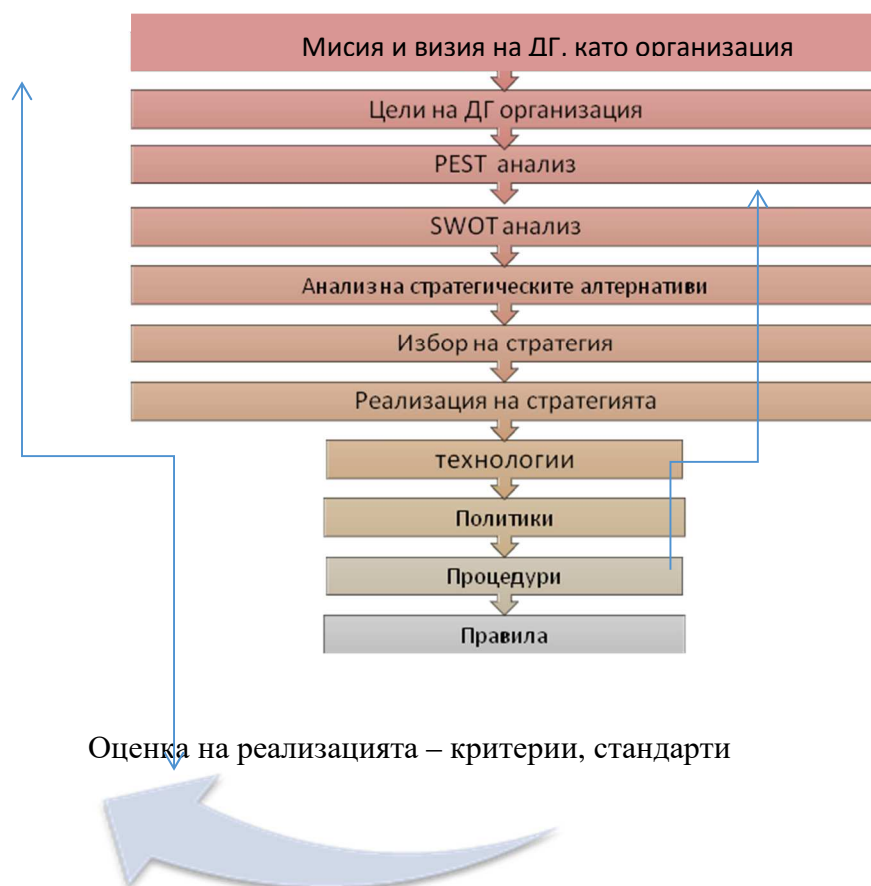 Мисия и визия на ДГ. като организация
Цели на ДГ организация
PEST анализ
SWOT анализ
Анализ на стратегическите алтернативи
Избор на стратегия
Реализация на стратегията
технологии
Политики
Процедури
Правила
Оценка на реализацията – критерии, стандарти